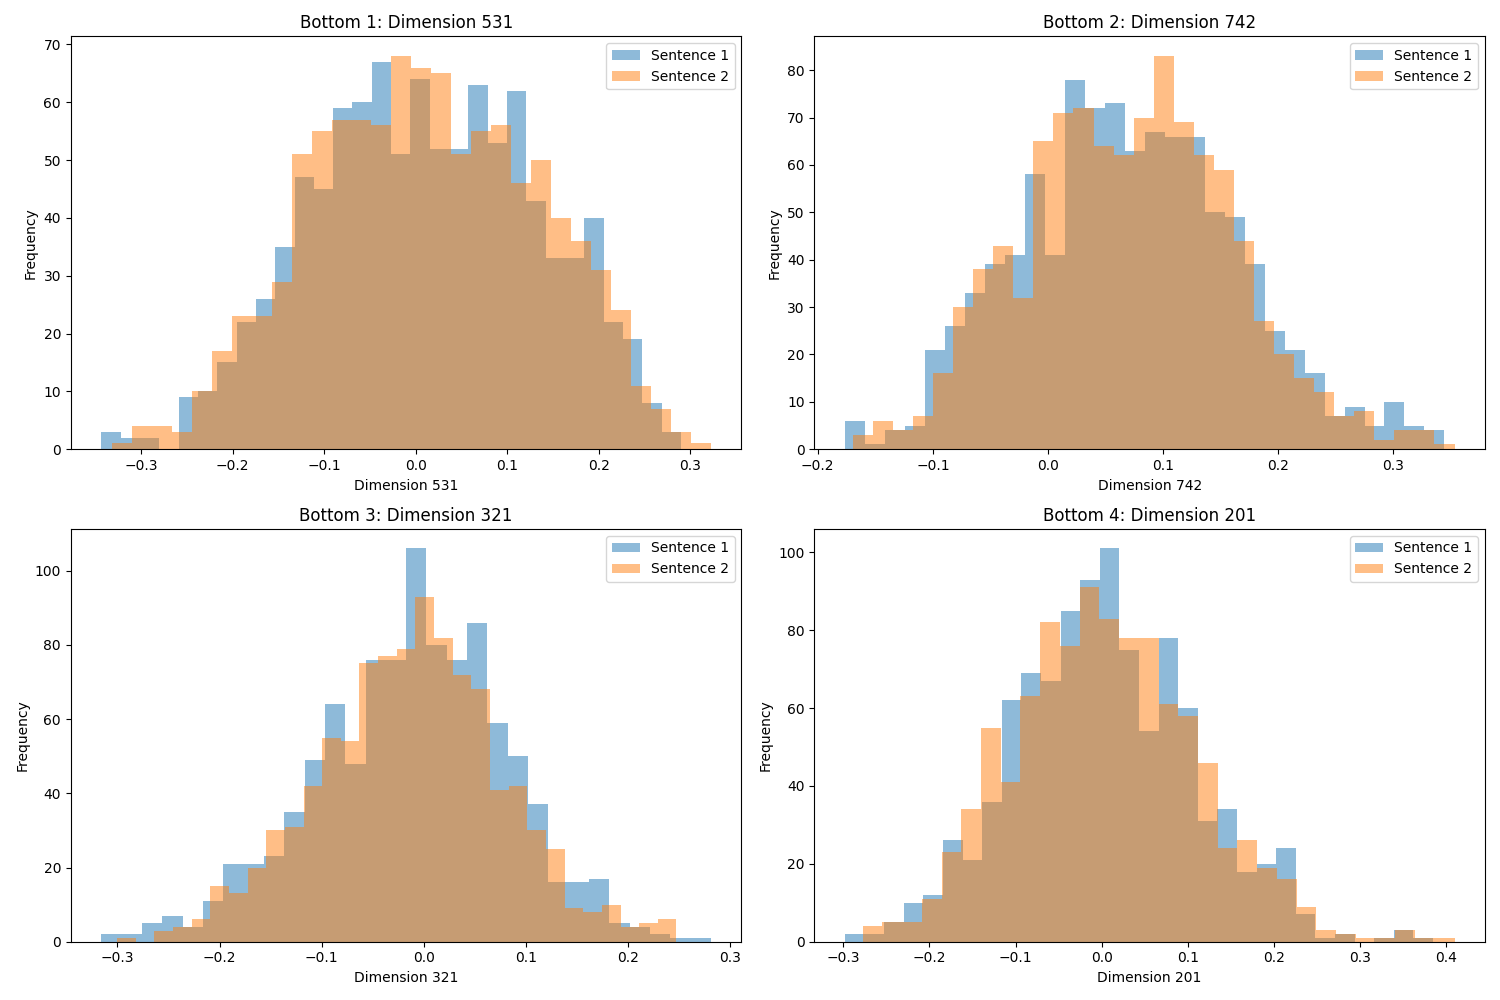 Bottom 1: Dimension 531
Sentence 1
Sentence 2
Frequency
70
60
50
40
30
20
10
0
−0.3 −0.2 −0.1 0.0 0.1 0.2 0.3
Dimension 531
Bottom 2: Dimension 742
Sentence 1
Sentence 2
Frequency
80
70
60
50
40
30
20
10
0
−0.2 −0.1 0.0 0.1 0.2 0.3
Dimension 742
Bottom 3: Dimension 321
Sentence 1
Sentence 2
Frequency
100
80
60
40
20
0
−0.3 −0.2 −0.1 0.0 0.1 0.2 0.3
Dimension 321
Bottom 4: Dimension 201
Sentence 1
Sentence 2
Frequency
100
80
60
40
20
0
−0.3 −0.2 −0.1 0.0 0.1 0.2 0.3 0.4
Dimension 201